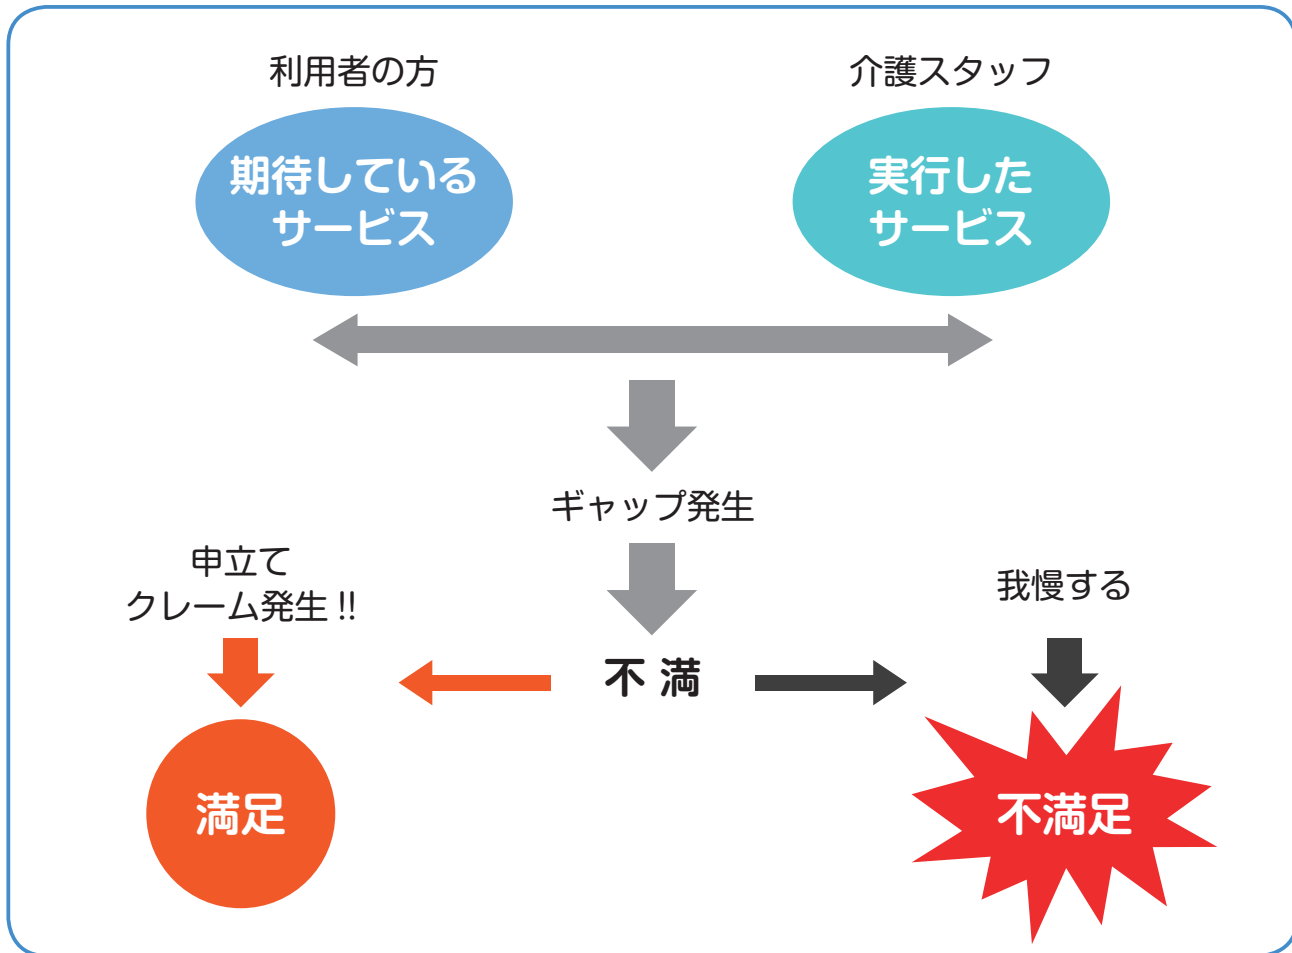 利用者の方
介護スタッフ
期待している
サービス
実行した
サービス
ギャップ発生
申立て
クレーム発生!!
我慢する
不満
満足
不満足